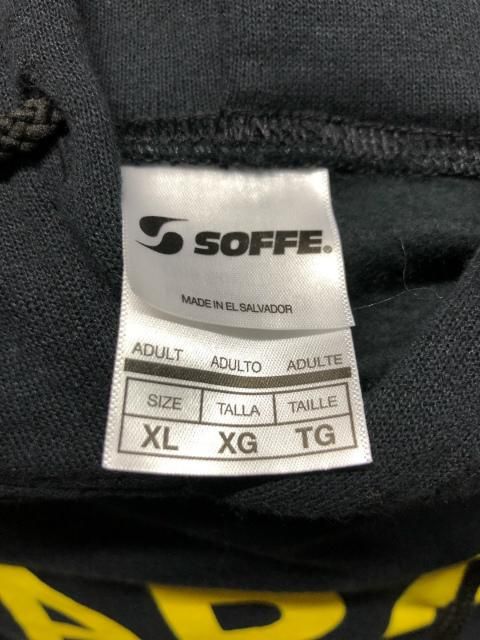 SOFFE®
MADE IN EL SALVADOR
ADULT ADULTO ADULTE
SIZE TALLA TAILLE
XL XG TG